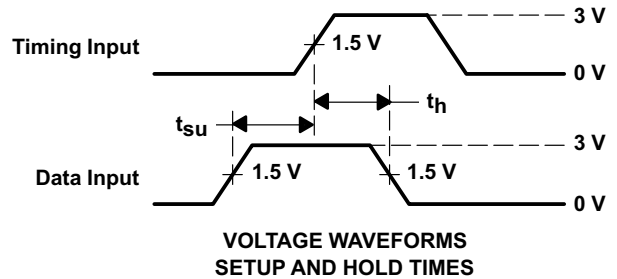 3 V
Timing Input
1.5 V
0 V
th
tsu
3 V
Data Input
1.5 V
1.5 V
0 V
VOLTAGE WAVEFORMS
SETUP AND HOLD TIMES